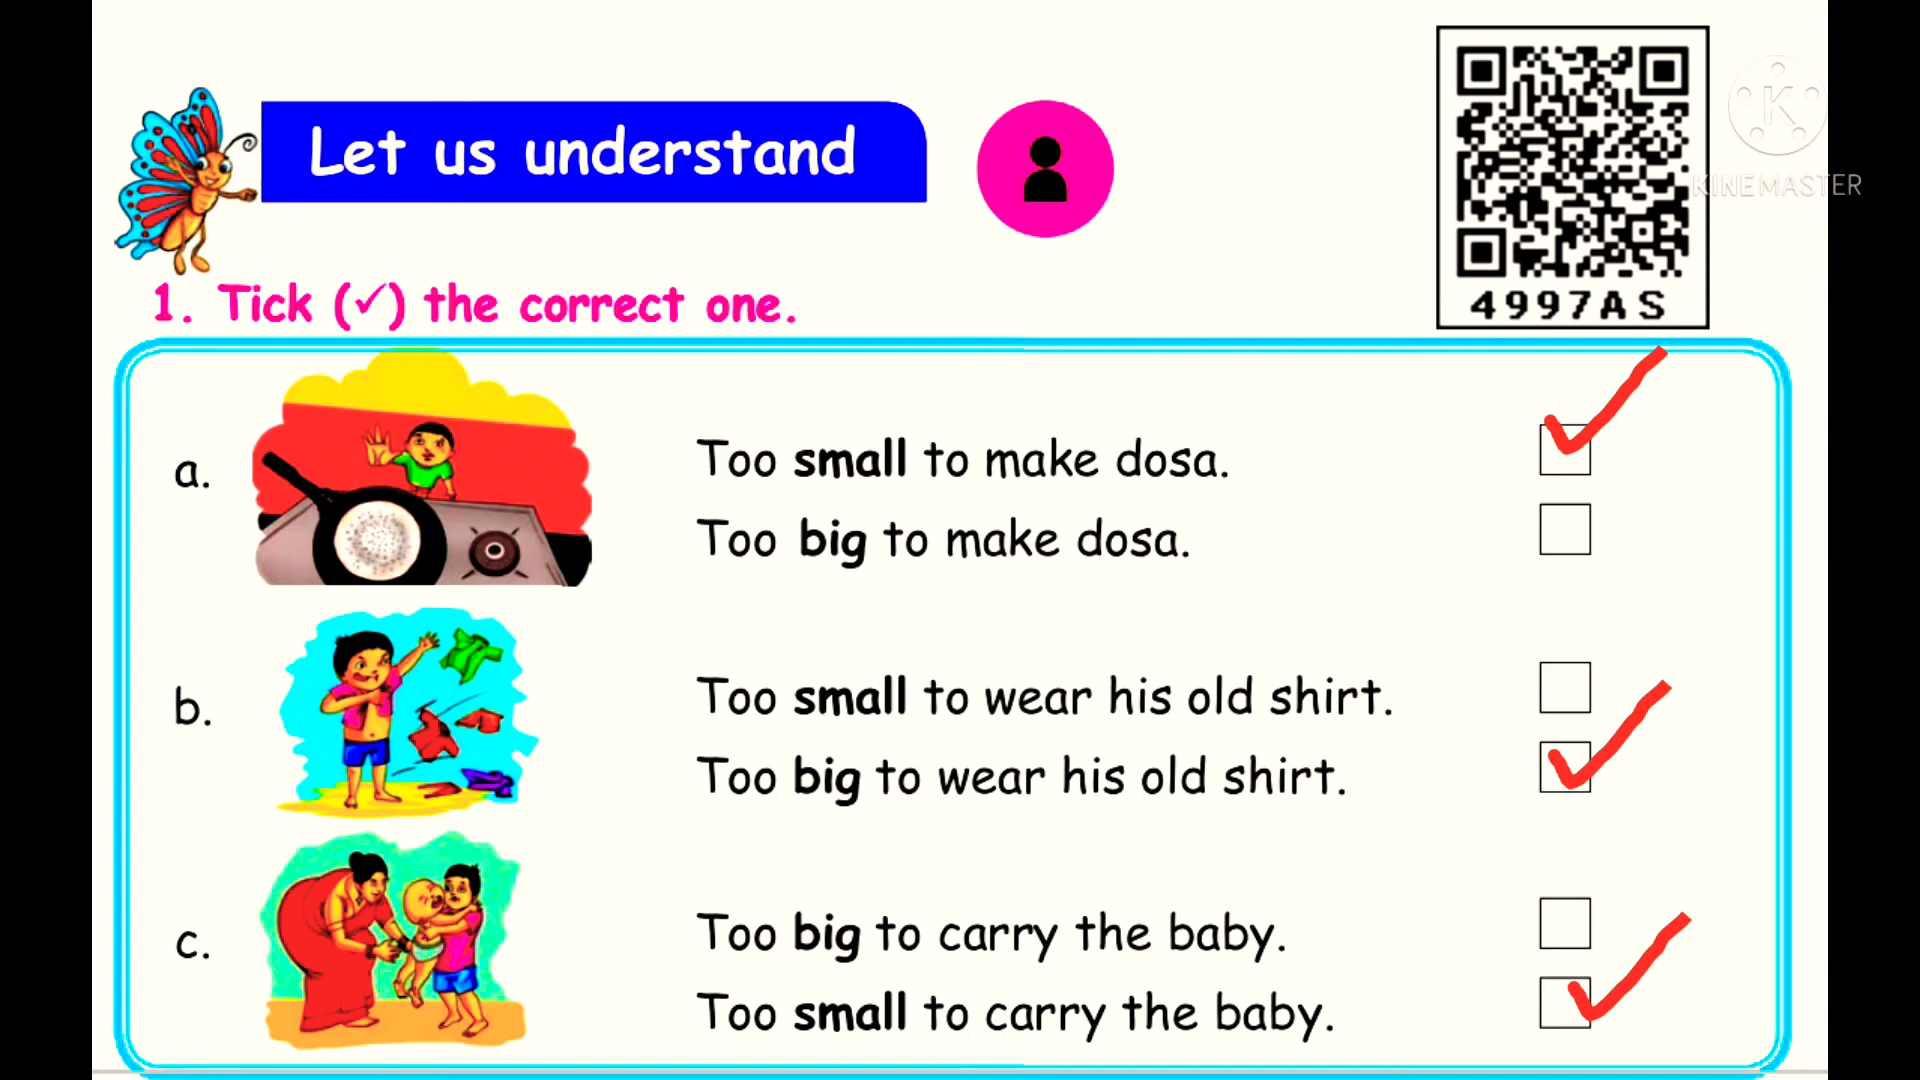 Let us understand
KINEMASTER
4997AS
1. Tick (✓) the correct one.
a.
Too small to make dosa.
Too big to make dosa.
b.
Too small to wear his old shirt.
Too big to wear his old shirt.
c.
Too big to carry the baby.
Too small to carry the baby.